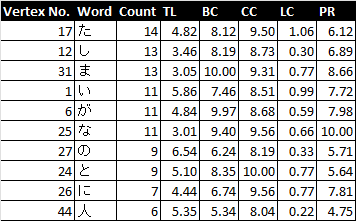 Vertex No. Word Count TL BC CC LC PR
17 た 14 4.82 8.12 9.50 1.06 6.12
12 し 13 3.46 8.19 8.73 0.30 6.89
31 ま 13 3.05 10.00 9.31 0.77 8.66
1 い 11 5.86 7.46 8.51 0.99 7.72
6 が 11 4.84 9.97 8.68 0.59 7.98
25 な 11 3.01 9.40 9.56 0.66 10.00
27 の 9 6.54 6.24 8.19 0.33 5.71
24 と 9 5.10 8.35 10.00 0.77 5.64
26 に 7 4.44 6.74 9.56 0.77 7.81
44 人 6 5.35 5.34 8.04 0.22 4.75